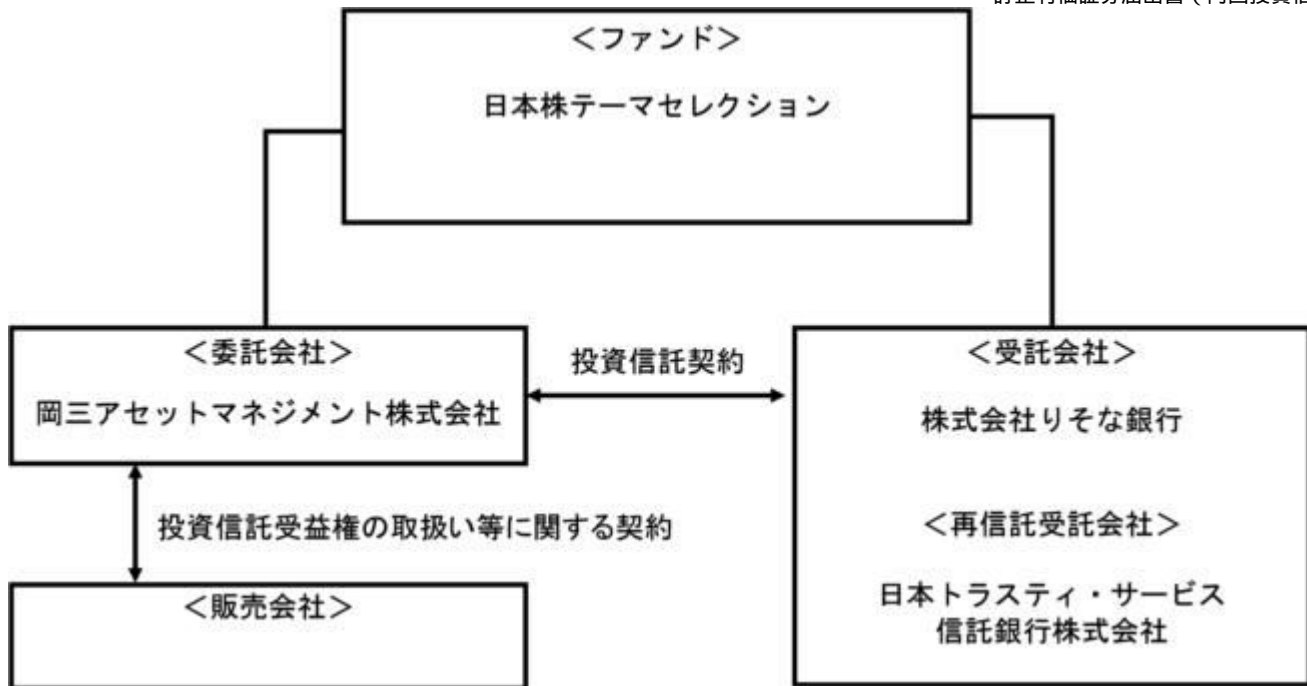 ＜ファンド＞
日本株テーマセレクション
＜委託会社＞
岡三アセットマネジメント株式会社
投資信託契約
＜受託会社＞
株式会社りそな銀行
＜再信託受託会社＞
日本トラスティ・サービス
信託銀行株式会社
投資信託受益権の取扱い等に関する契約
＜販売会社＞